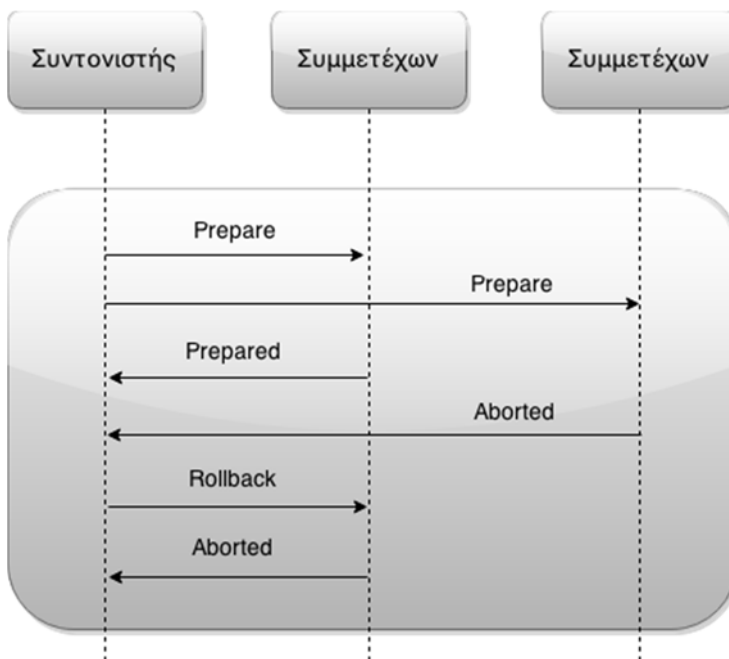 Συντονιστής
Συμμετέχων
Συμμετέχων
Prepare
Prepare
Prepared
Aborted
Rollback
Aborted